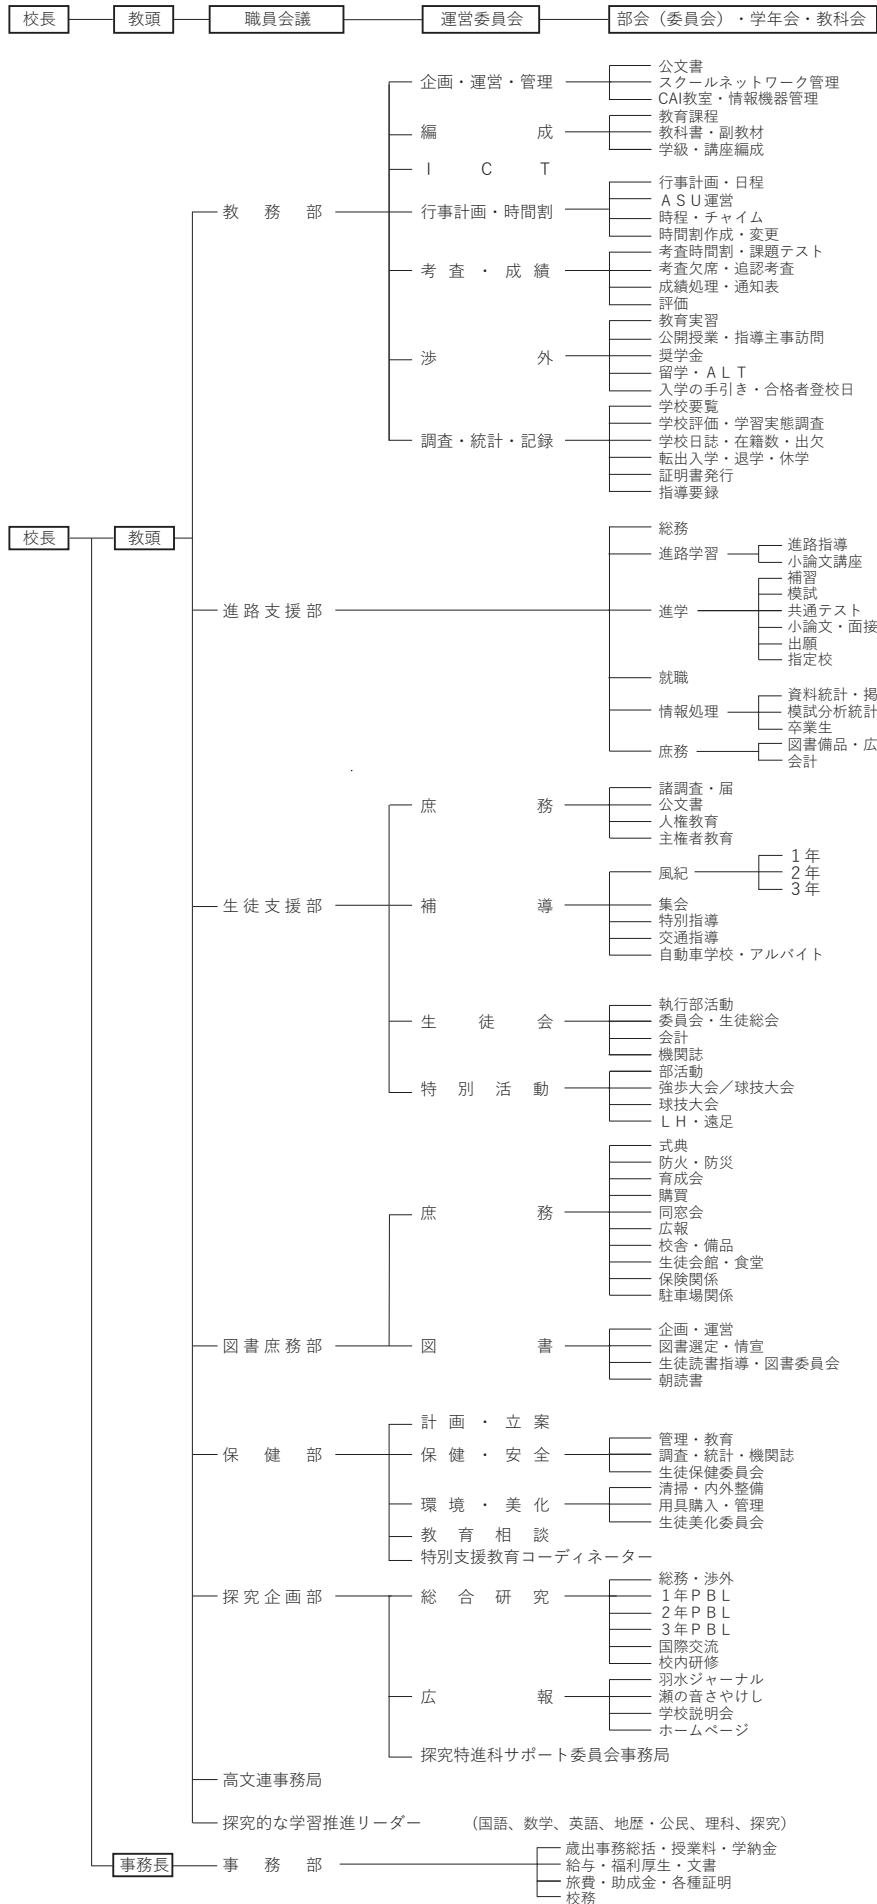 校長 教頭 職員会議 運営委員会 部会（委員会）・学年会・教科会
公文書
企画・運営・管理 スクールネットワーク管理
CAI教室・情報機器管理
教育課程
編成 教科書・副教材
学級・講座編成
ＩＣＴ
行事計画・日程
ＡＳＵ運営
教務部 行事計画・時間割
時程・チャイム
時間割作成・変更
考査時間割・課題テスト
考査・成績 考査欠席・追認考査
成績処理・通知表
評価
教育実習
公開授業・指導主事訪問
渉外 奨学金
留学・ＡＬＴ
入学の手引き・合格者登校日
学校要覧
学校評価・学習実態調査
調査・統計・記録 学校日誌・在籍数・出欠
転出入学・退学・休学
証明書発行
指導要録
校長 教頭
総務
進路指導
進路学習
小論文講座
補習
模試
進路支援部 進学 共通テスト
小論文・面接
出願
指定校
就職
資料統計・掲
情報処理 模試分析統計
卒業生
図書備品・広
庶務
会計
諸調査・届
庶務 公文書
人権教育
主権者教育
1年
風紀 2年
3年
生徒支援部 補導 集会
特別指導
交通指導
自動車学校・アルバイト
執行部活動
生徒会 委員会・生徒総会
会計
機関誌
部活動
特別活動 強歩大会／球技大会
球技大会
ＬＨ・遠足
式典
防火・防災
育成会
購買
庶務 同窓会
広報
校舎・備品
生徒会館・食堂
保険関係
駐車場関係
企画・運営
図書庶務部 図書 図書選定・情宣
生徒読書指導・図書委員会
朝読書
計画・立案
管理・教育
保健部 保健・安全 調査・統計・機関誌
生徒保健委員会
清掃・内外整備
環境・美化 用具購入・管理
生徒美化委員会
教育相談
特別支援教育コーディネーター
総務・渉外
探究企画部 総合研究 1年ＰＢＬ
2年ＰＢＬ
3年ＰＢＬ
国際交流
校内研修
羽水ジャーナル
広報 瀬の音さやけし
学校説明会
ホームページ
探究特進科サポート委員会事務局
高文連事務局
探究的な学習推進リーダー （国語、数学、英語、地歴・公民、理科、探究）
歳出事務総括・授業料・学納金
事務長 事務部 給与・福利厚生・文書
旅費・助成金・各種証明
校務